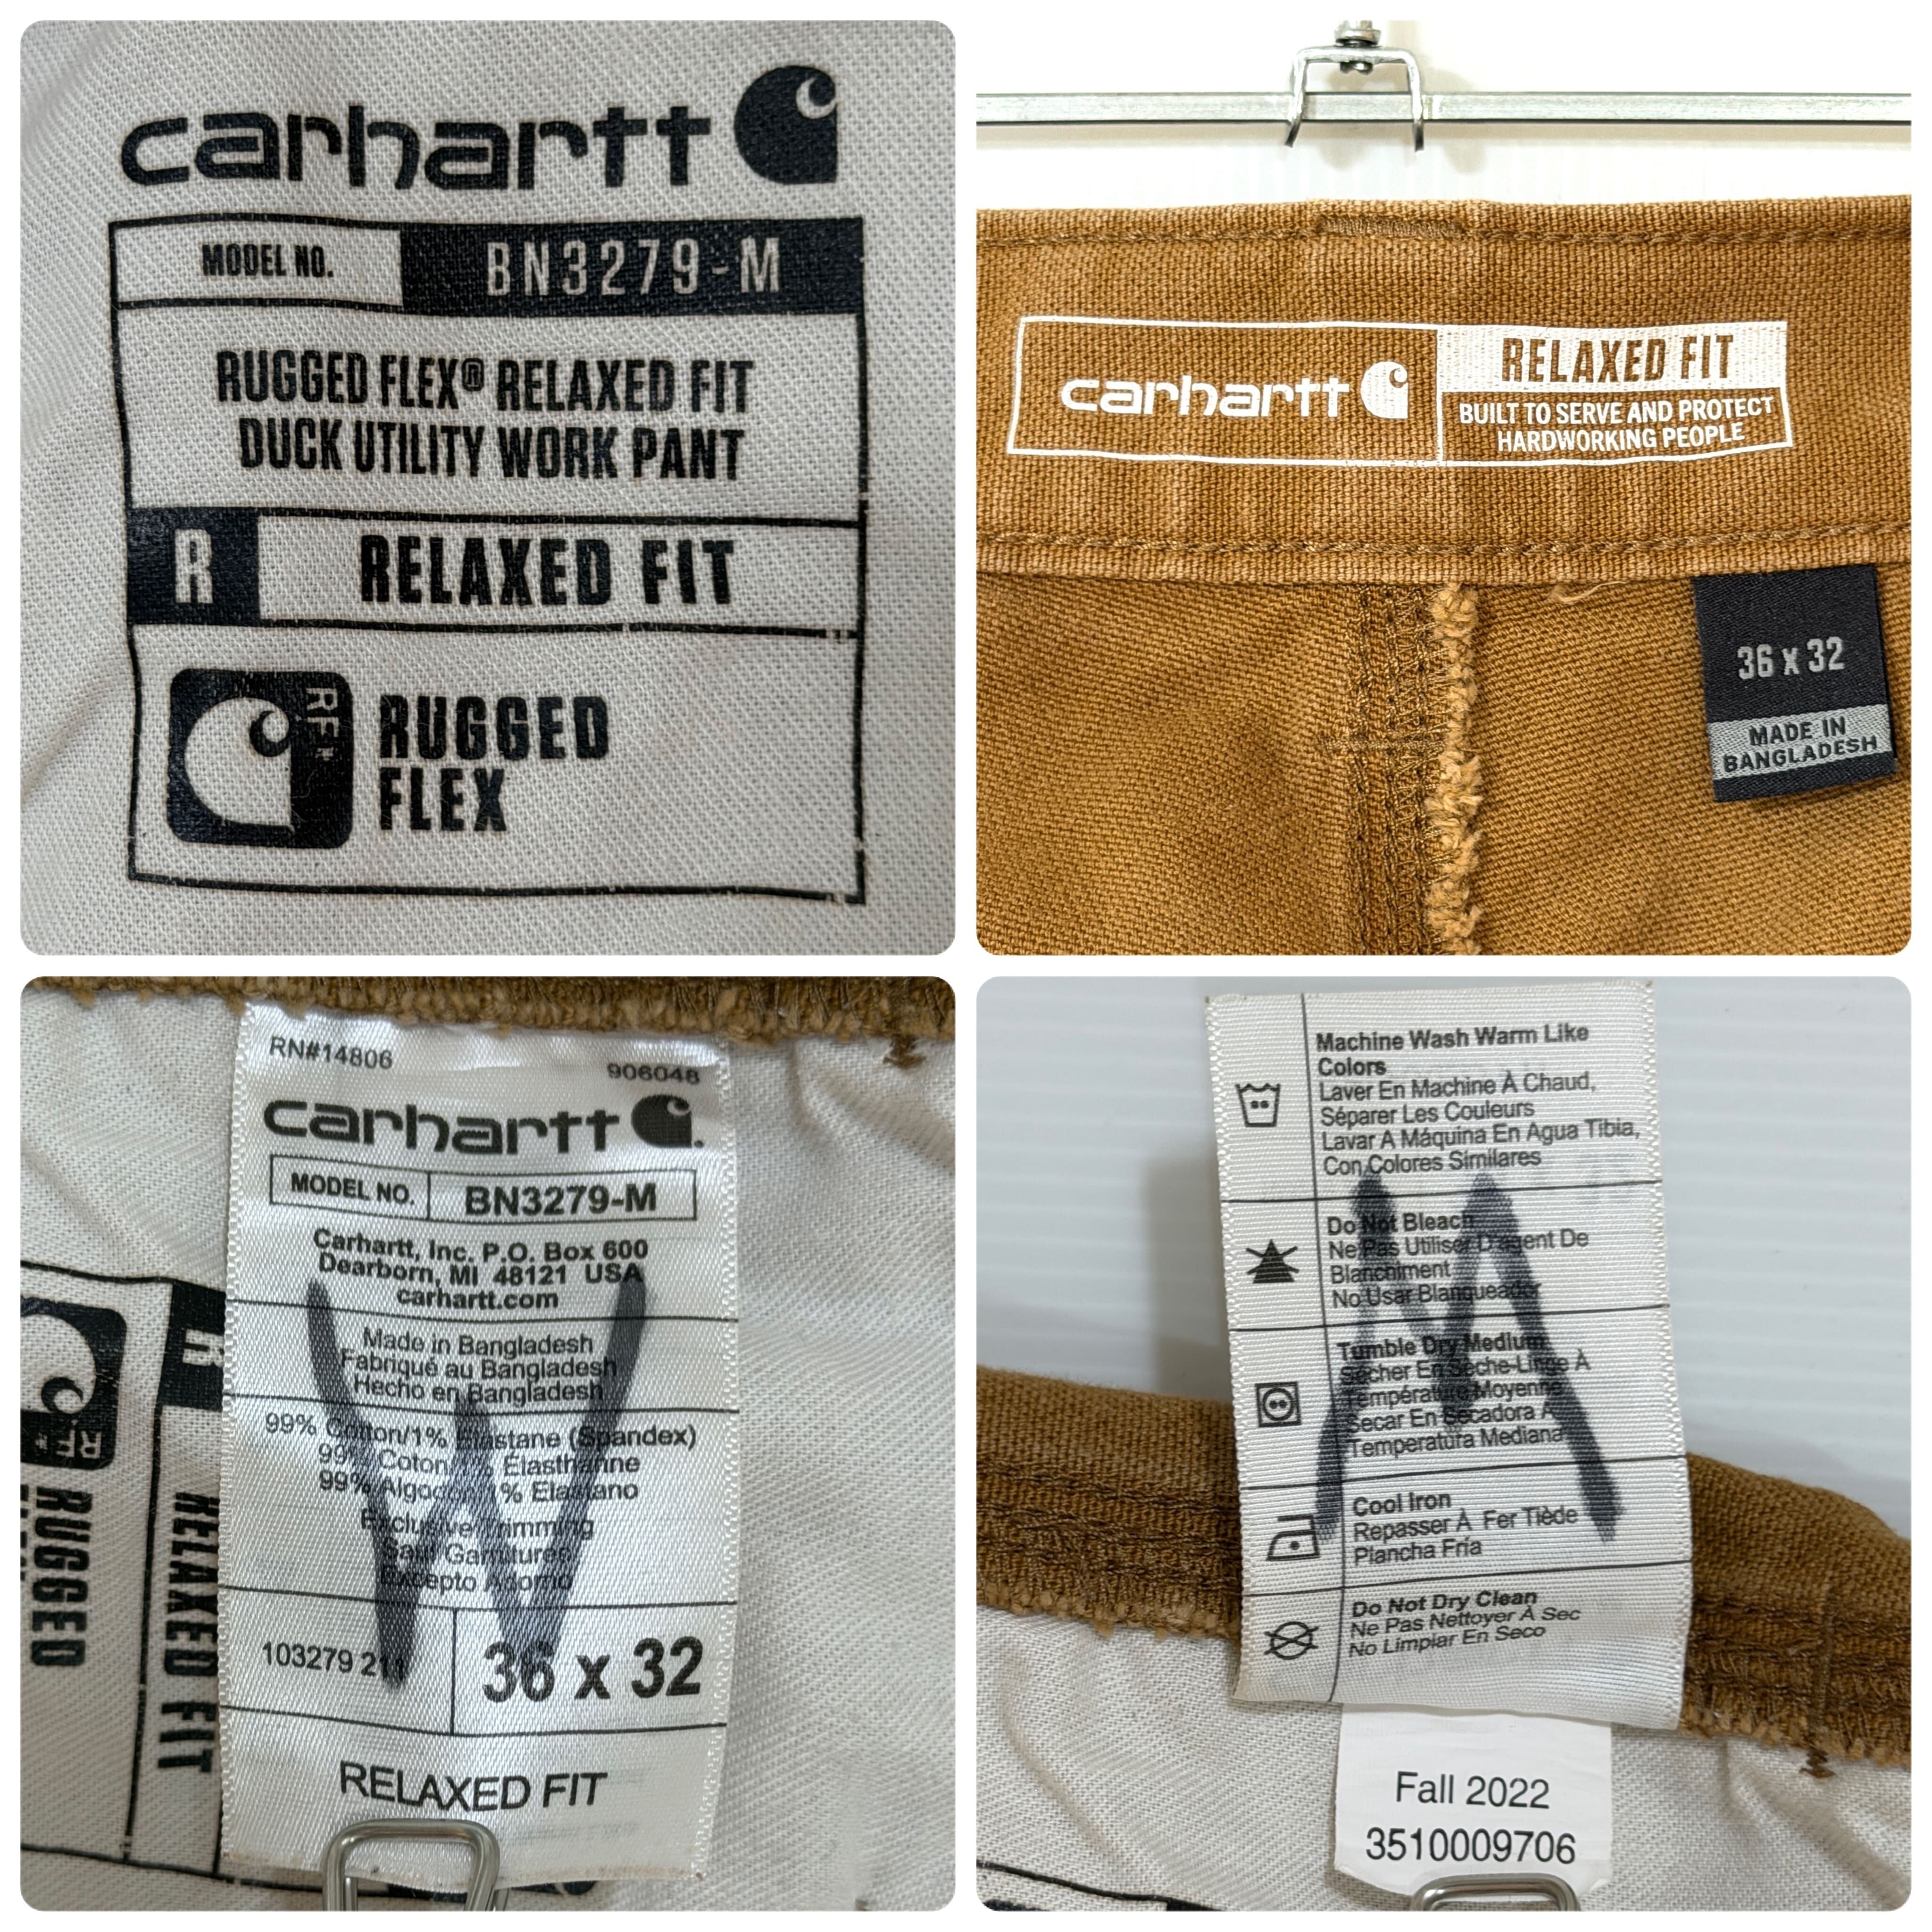 carhartt
MODEL NO. BN3279-M
RUGGED FLEX® RELAXED FIT
DUCK UTILITY WORK PANT
R RELAXED FIT
RF™
RUGGED
FLEX
carhartt
RELAXED FIT
BUILT TO SERVE AND PROTECT
HARDWORKING PEOPLE
36 x 32
MADE IN
BANGLADESH
RN#14806
906048
carhartt
MODEL NO. BN3279-M
Carhartt, Inc. P.O. Box 600
Dearborn, MI 48121 USA
carhartt.com
Made in Bangladesh
Fabriqué au Bangladesh
Hecho en Bangladesh
99% Cotton/1% Elastane (Spandex)
99% Coton/1% Élasthanne
99% Algodon/1% Elastano
Exclusive Trimming
Sauf Garnitures
Excepto Adorno
103279 211
36 x 32
RELAXED FIT
W
R
RELAXED FIT
RF
RUGGED
Machine Wash Warm Like
Colors
Laver En Machine À Chaud,
Séparer Les Couleurs
Lavar A Máquina En Agua Tibia,
Con Colores Similares
Do Not Bleach
Ne Pas Utiliser D'agent De
Blanchiment
No Usar Blanqueador
Tumble Dry Medium
Sécher En Sèche-Linge À
Température Moyenne
Secar En Secadora A
Temperatura Mediana
Cool Iron
Repasser À Fer Tiède
Plancha Fría
Do Not Dry Clean
Ne Pas Nettoyer À Sec
No Limpiar En Seco
Fall 2022
3510009706